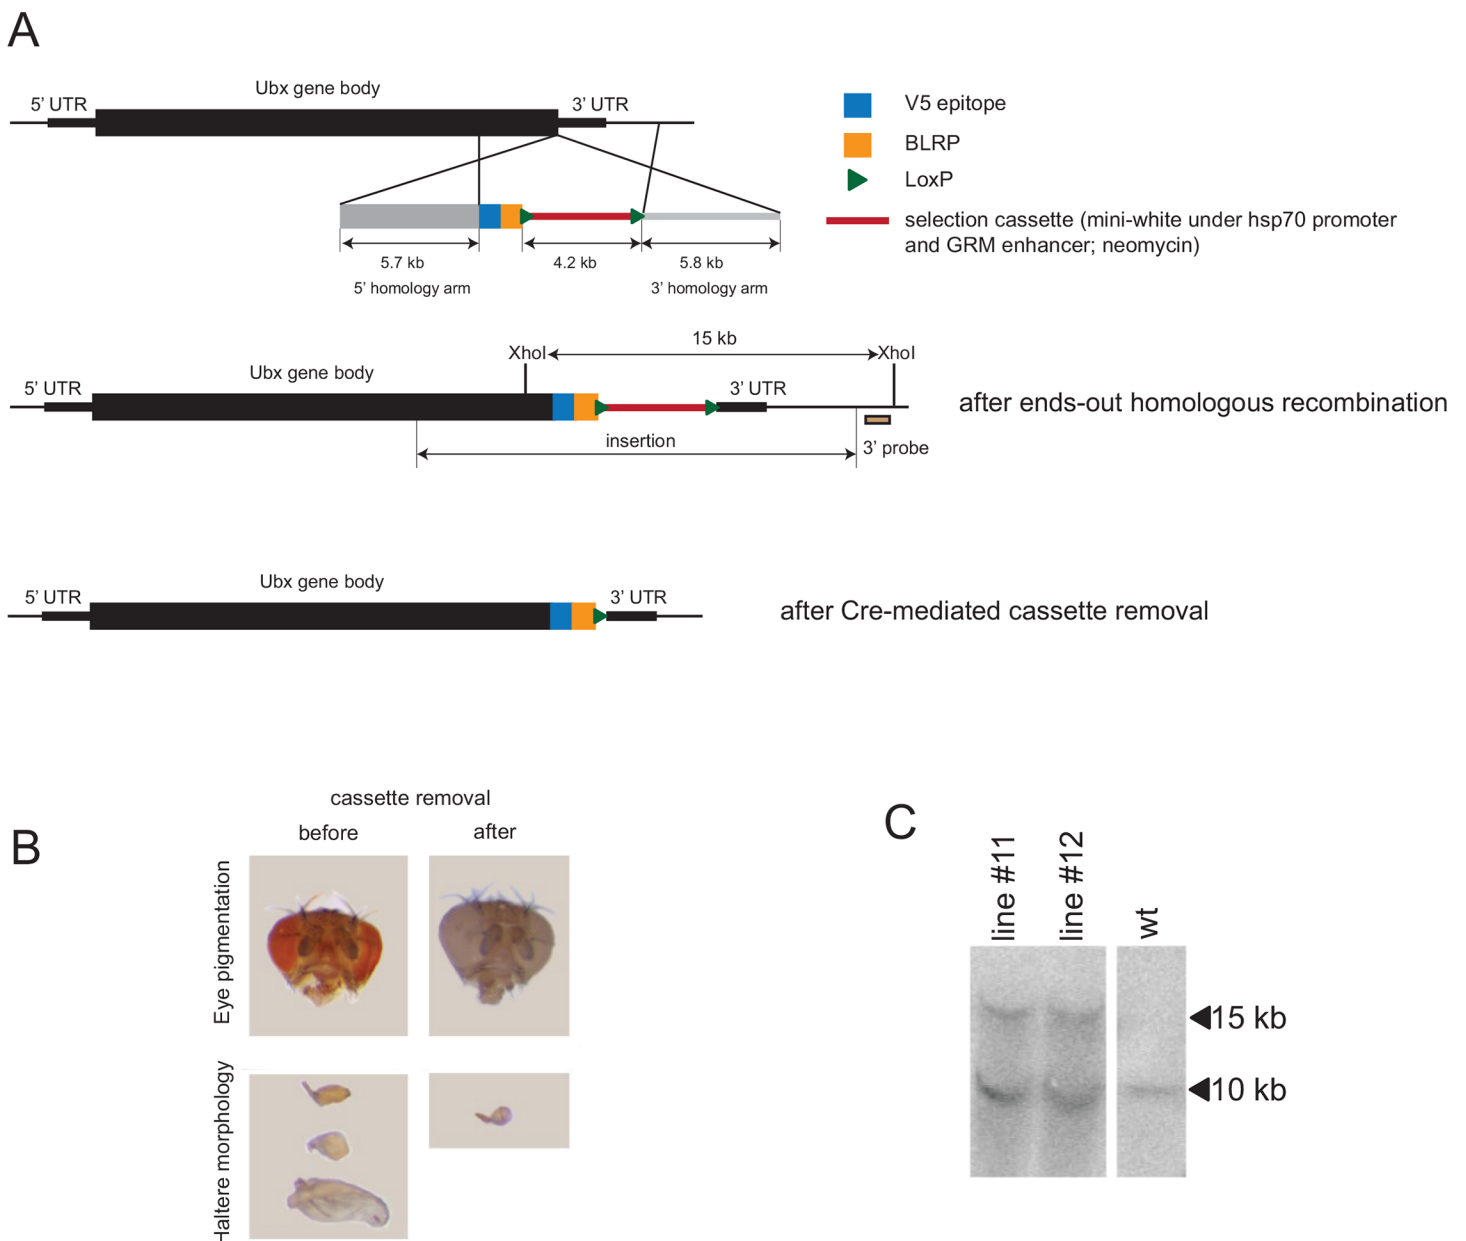 A
Ubx gene body
5’ UTR
3’ UTR
V5 epitope
BLRP
LoxP
selection cassette (mini-white under hsp70 promoter
and GRM enhancer; neomycin)
5.7 kb
4.2 kb
5.8 kb
5’ homology arm
3’ homology arm
15 kb
XhoI
XhoI
Ubx gene body
5’ UTR
3’ UTR
after ends-out homologous recombination
insertion
3’ probe
Ubx gene body
5’ UTR
3’ UTR
after Cre-mediated cassette removal
B
cassette removal
before
after
Eye pigmentation
Haltere morphology
C
line #11
line #12
wt
15 kb
10 kb